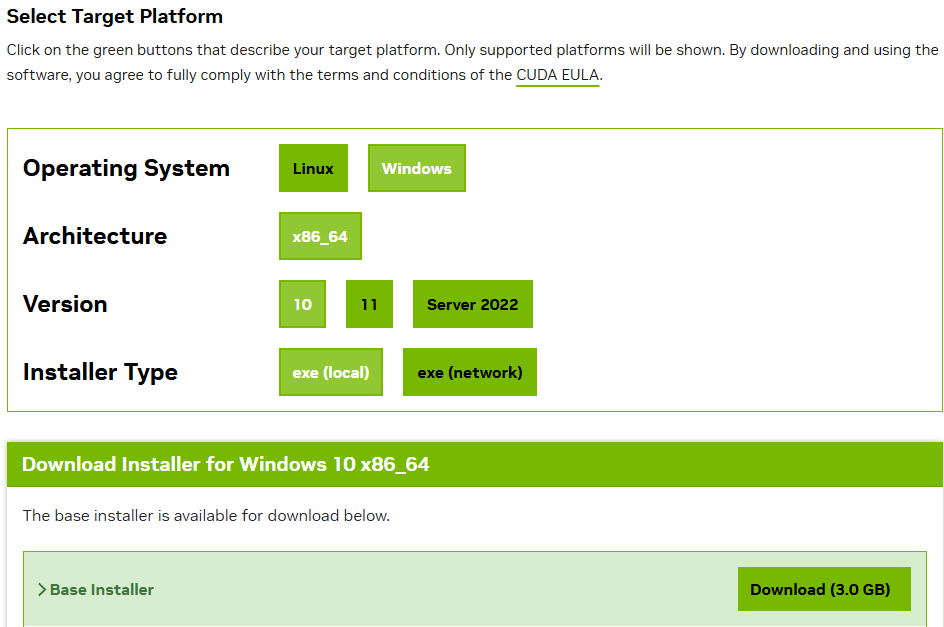 Select Target Platform
Click on the green buttons that describe your target platform. Only supported platforms will be shown. By downloading and using the
software, you agree to fully comply with the terms and conditions of the CUDA EULA.
Operating System Linux Windows
Architecture x86_64
Version 10 11 Server 2022
Installer Type exe (local) exe (network)
Download Installer for Windows 10 x86_64
The base installer is available for download below.
Base Installer Download (3.0 GB)